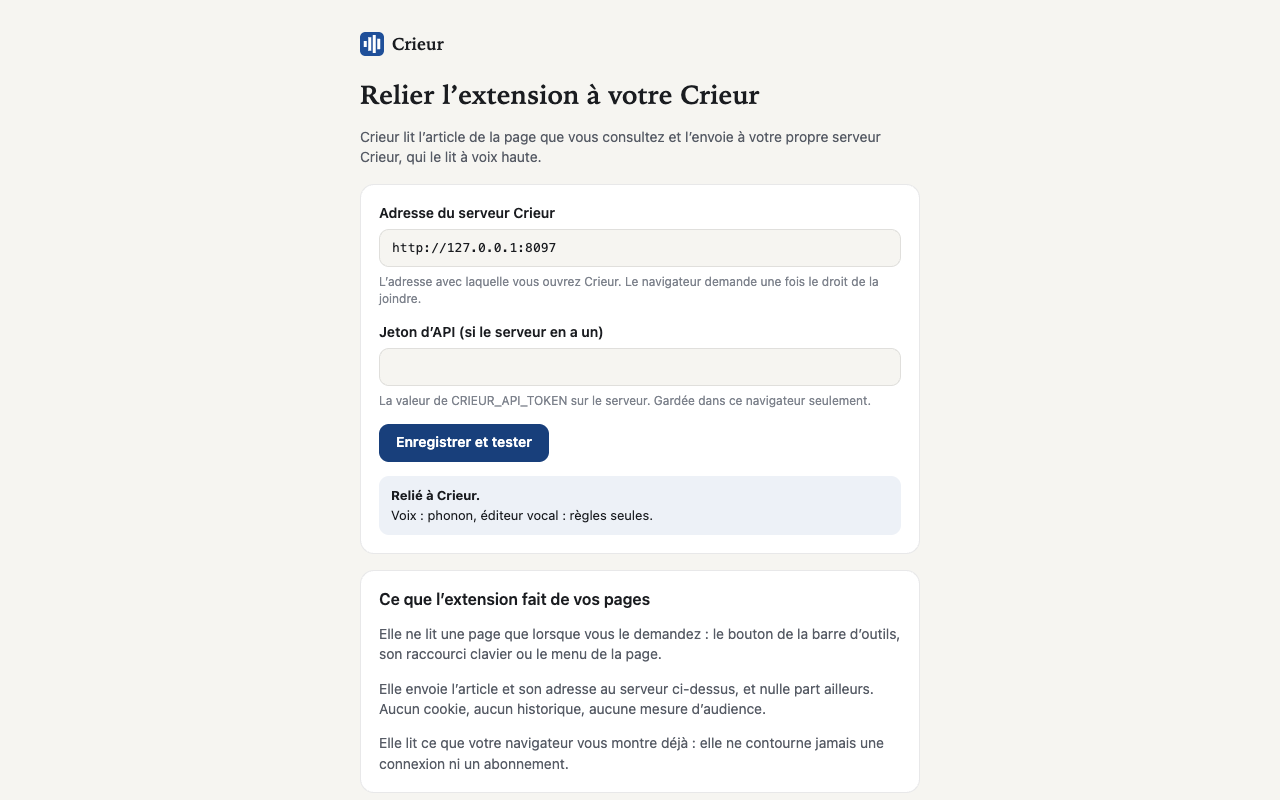 Crieur
Relier l’extension à votre Crieur
Crieur lit l’article de la page que vous consultez et l’envoie à votre propre serveur
Crieur, qui le lit à voix haute.
Adresse du serveur Crieur
http://127.0.0.1:8097
L’adresse avec laquelle vous ouvrez Crieur. Le navigateur demande une fois le droit de la
joindre.
Jeton d’API (si le serveur en a un)
La valeur de CRIEUR_API_TOKEN sur le serveur. Gardée dans ce navigateur seulement.
Enregistrer et tester
Relié à Crieur.
Voix : phonon, éditeur vocal : règles seules.
Ce que l’extension fait de vos pages
Elle ne lit une page que lorsque vous le demandez : le bouton de la barre d’outils,
son raccourci clavier ou le menu de la page.
Elle envoie l’article et son adresse au serveur ci-dessus, et nulle part ailleurs.
Aucun cookie, aucun historique, aucune mesure d’audience.
Elle lit ce que votre navigateur vous montre déjà : elle ne contourne jamais une
connexion ni un abonnement.